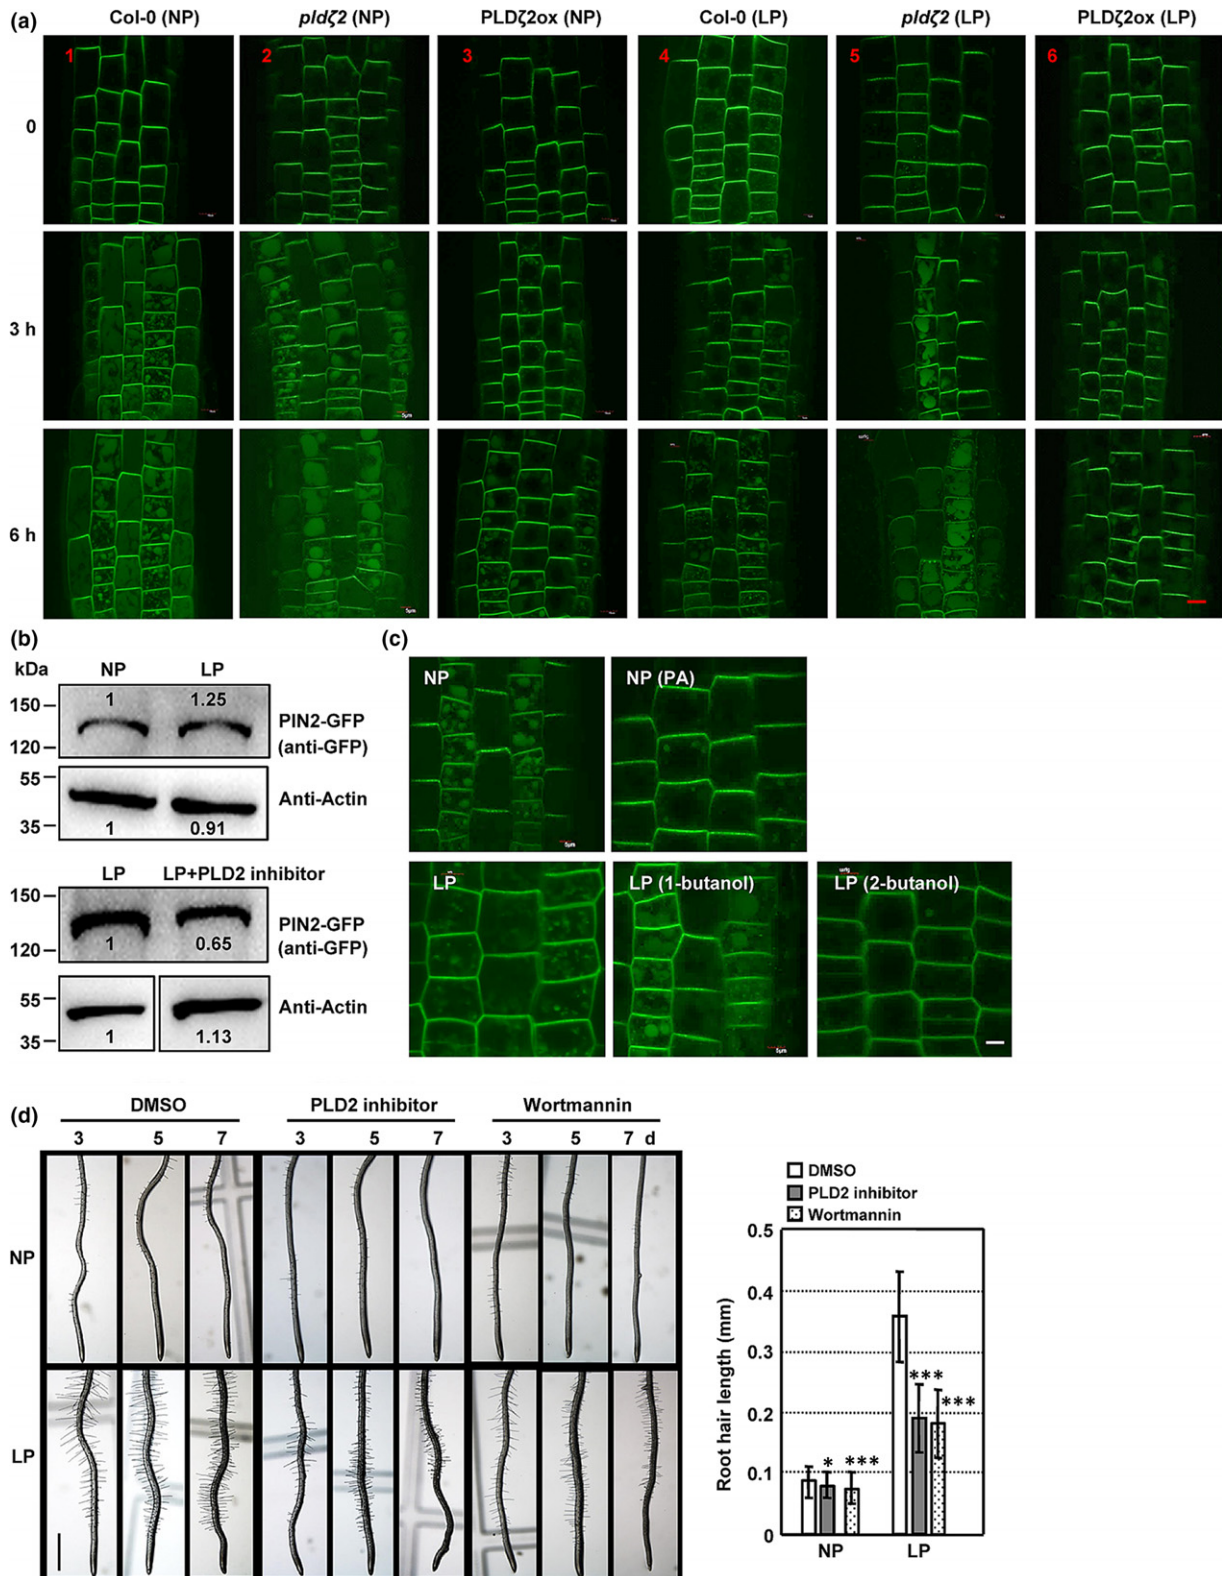 (a)
Col-0 (NP)
pldζ2 (NP)
PLDζ2ox (NP)
Col-0 (LP)
pldζ2 (LP)
PLDζ2ox (LP)
1
2
3
4
5
6
0
3 h
5μm
6 h
5μm
(b)
kDa
NP
LP
150
1
1.25
PIN2-GFP
120
(anti-GFP)
55
Anti-Actin
35
1
0.91
LP
LP+PLD2 inhibitor
150
PIN2-GFP
120
1
0.65
(anti-GFP)
55
Anti-Actin
35
1
1.13
(c)
NP
NP (PA)
5μm
LP
LP (1-butanol)
LP (2-butanol)
5μm
(d)
DMSO
PLD2 inhibitor
Wortmannin
3
5
7
3
5
7
3
5
7 d
NP
LP
DMSO
PLD2 inhibitor
Wortmannin
Root hair length (mm)
0.5
0.4
0.3
0.2
0.1
0
*
***
***
***
NP
LP